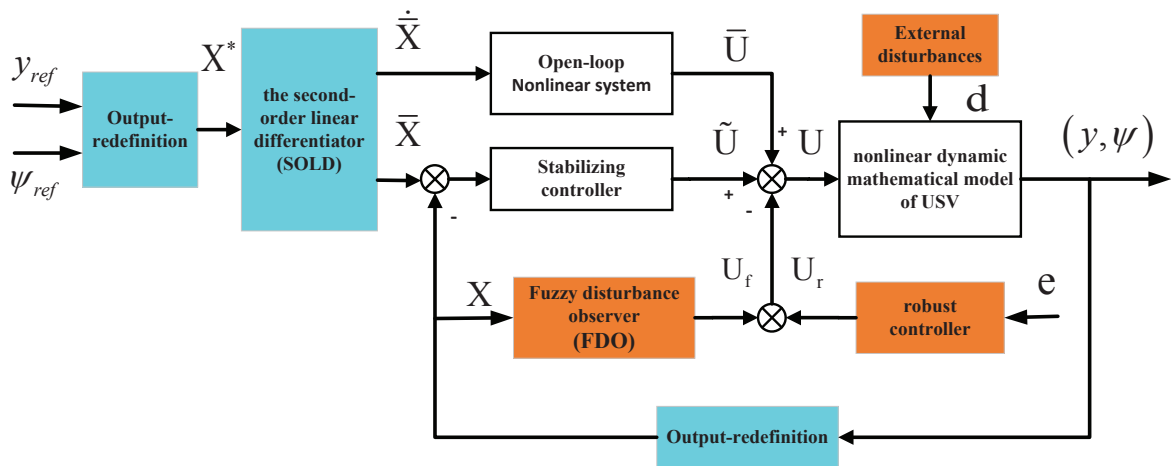 y_ref
ψ_ref
Output-
redefinition
X*
the second-
order linear
differentiator
(SOLD)
Ẋ̄
X̄
-
Open-loop
Nonlinear system
Stabilizing
controller
Ū
Ũ
+
+
-
U
External
disturbances
d
nonlinear dynamic
mathematical model
of USV
(y,ψ)
X
Fuzzy disturbance
observer
(FDO)
U_f
U_r
robust
controller
e
Output-redefinition